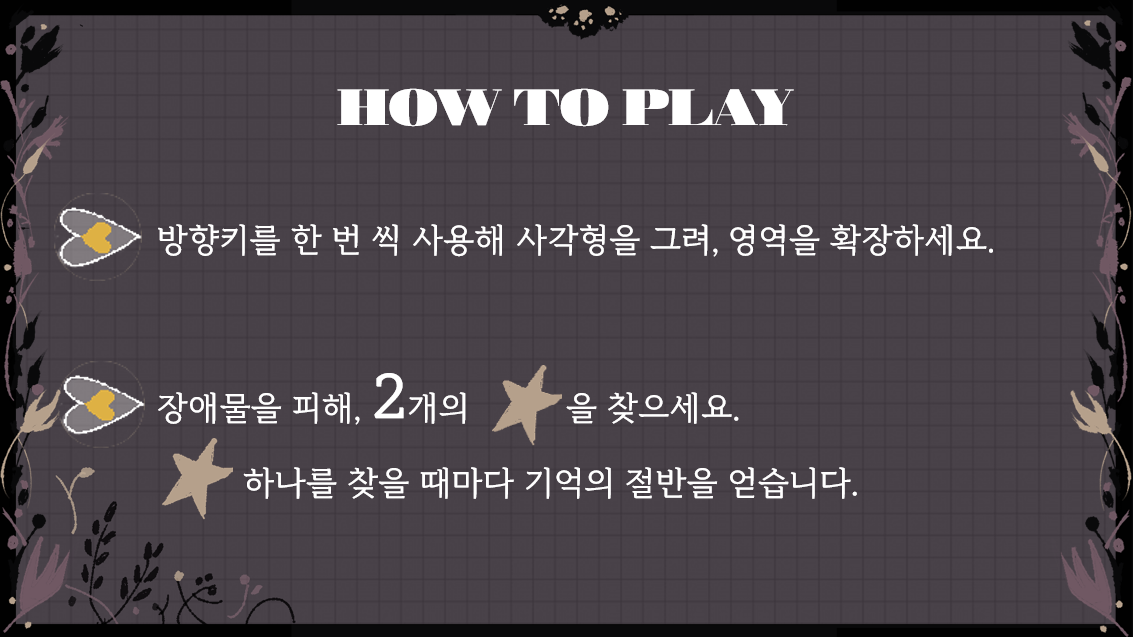 HOW TO PLAY
방향키를 한 번 씩 사용해 사각형을 그려, 영역을 확장하세요.
장애물을 피해, 2개의 을 찾으세요.
하나를 찾을 때마다 기억의 절반을 얻습니다.